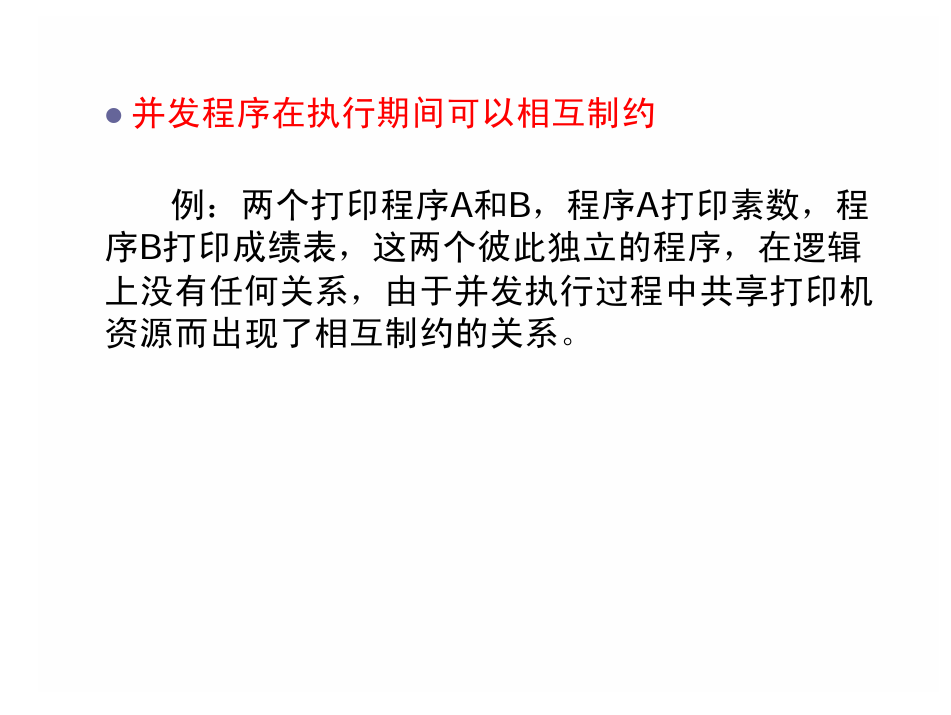 ● 并发程序在执行期间可以相互制约
例：两个打印程序A和B，程序A打印素数，程
序B打印成绩表，这两个彼此独立的程序，在逻辑
上没有任何关系，由于并发执行过程中共享打印机
资源而出现了相互制约的关系。